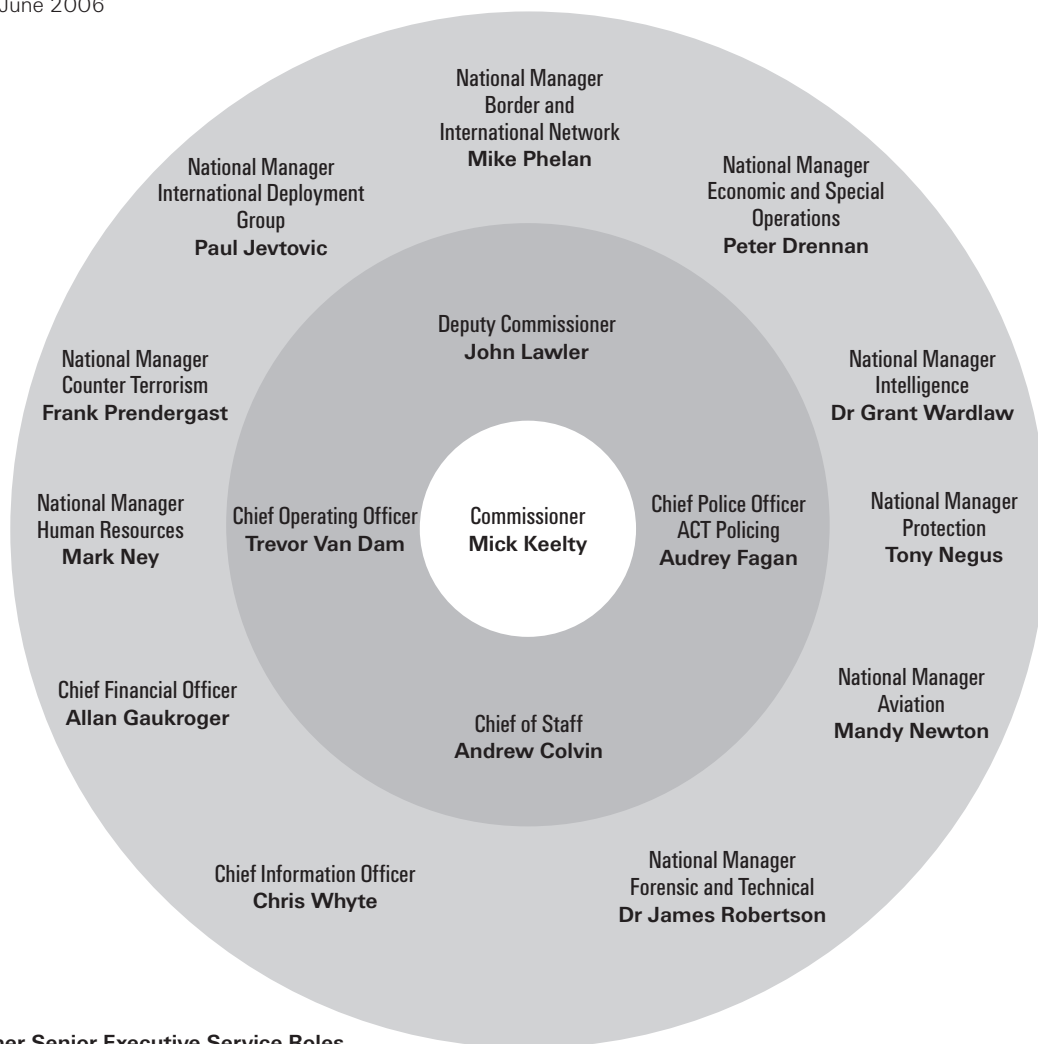 June 2006
National Manager
Border and
International Network
Mike Phelan
National Manager
International Deployment
Group
Paul Jevtovic
National Manager
Economic and Special
Operations
Peter Drennan
Deputy Commissioner
John Lawler
National Manager
Counter Terrorism
Frank Prendergast
National Manager
Intelligence
Dr Grant Wardlaw
National Manager
Human Resources
Mark Ney
Chief Operating Officer
Trevor Van Dam
Commissioner
Mick Keelty
Chief Police Officer
ACT Policing
Audrey Fagan
National Manager
Protection
Tony Negus
Chief Financial Officer
Allan Gaukroger
Chief of Staff
Andrew Colvin
National Manager
Aviation
Mandy Newton
Chief Information Officer
Chris Whyte
National Manager
Forensic and Technical
Dr James Robertson
Senior Executive Service Roles